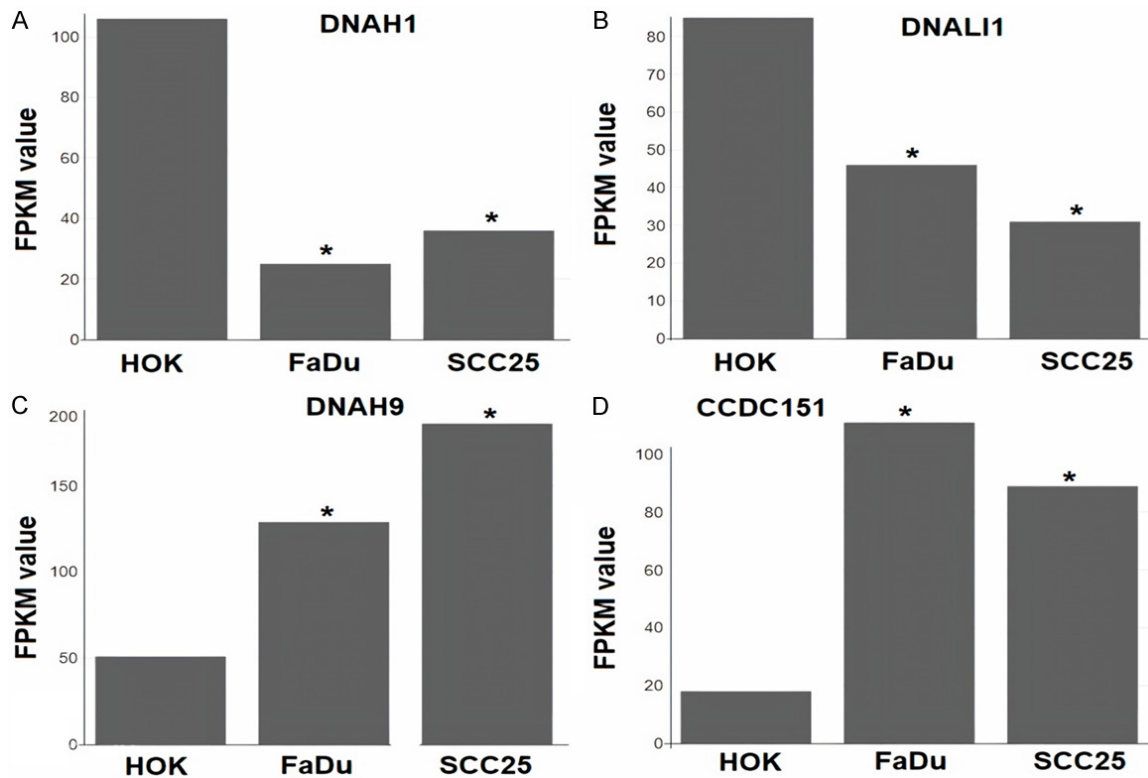 A
DNAH1
FPKM value
100
80
60
40
20
0
*
*
HOK
FaDu
SCC25
B
DNALI1
FPKM value
80
70
60
50
40
30
20
10
0
*
*
HOK
FaDu
SCC25
C
DNAH9
FPKM value
200
150
100
50
0
*
*
HOK
FaDu
SCC25
D
CCDC151
FPKM value
100
80
60
40
20
0
*
*
HOK
FaDu
SCC25